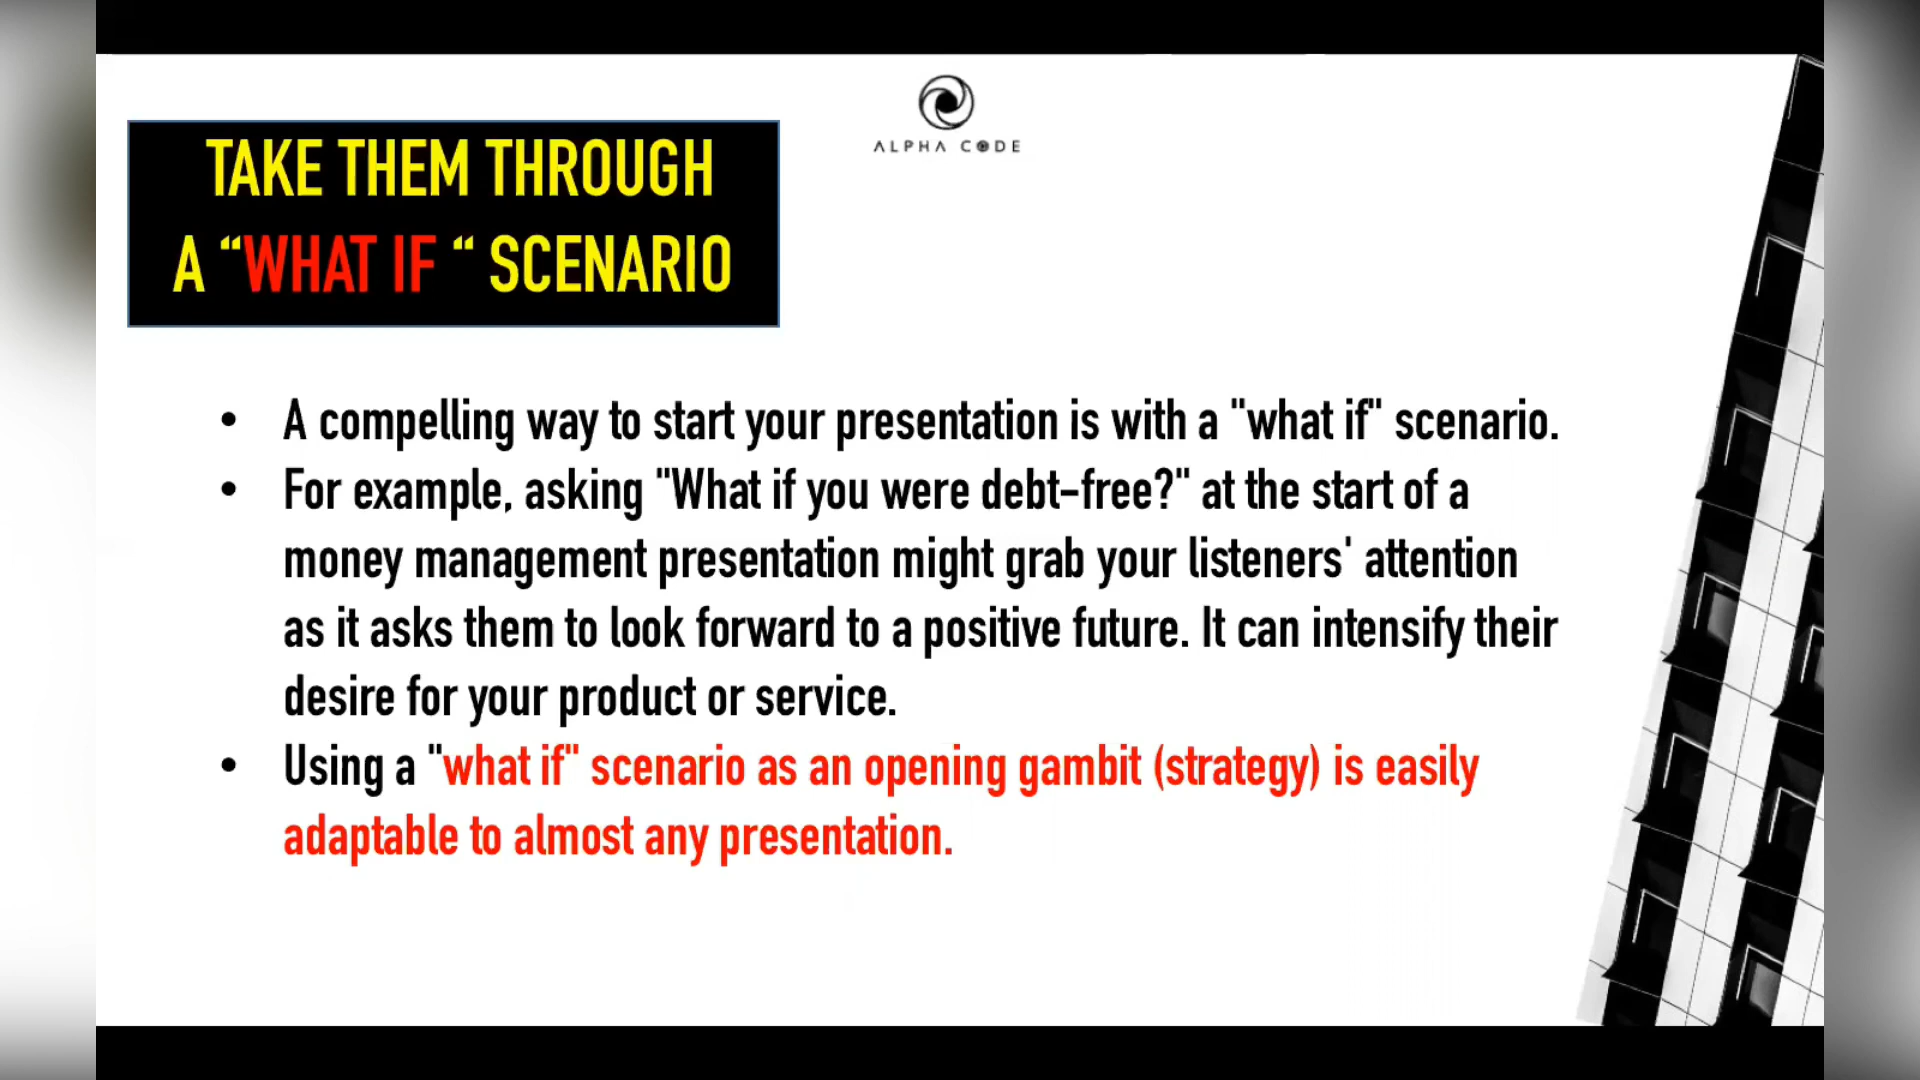 ALPHA CODE
TAKE THEM THROUGH
A “WHAT IF “ SCENARIO
• A compelling way to start your presentation is with a "what if" scenario.
• For example, asking "What if you were debt-free?" at the start of a
money management presentation might grab your listeners' attention
as it asks them to look forward to a positive future. It can intensify their
desire for your product or service.
• Using a "what if" scenario as an opening gambit (strategy) is easily
adaptable to almost any presentation.